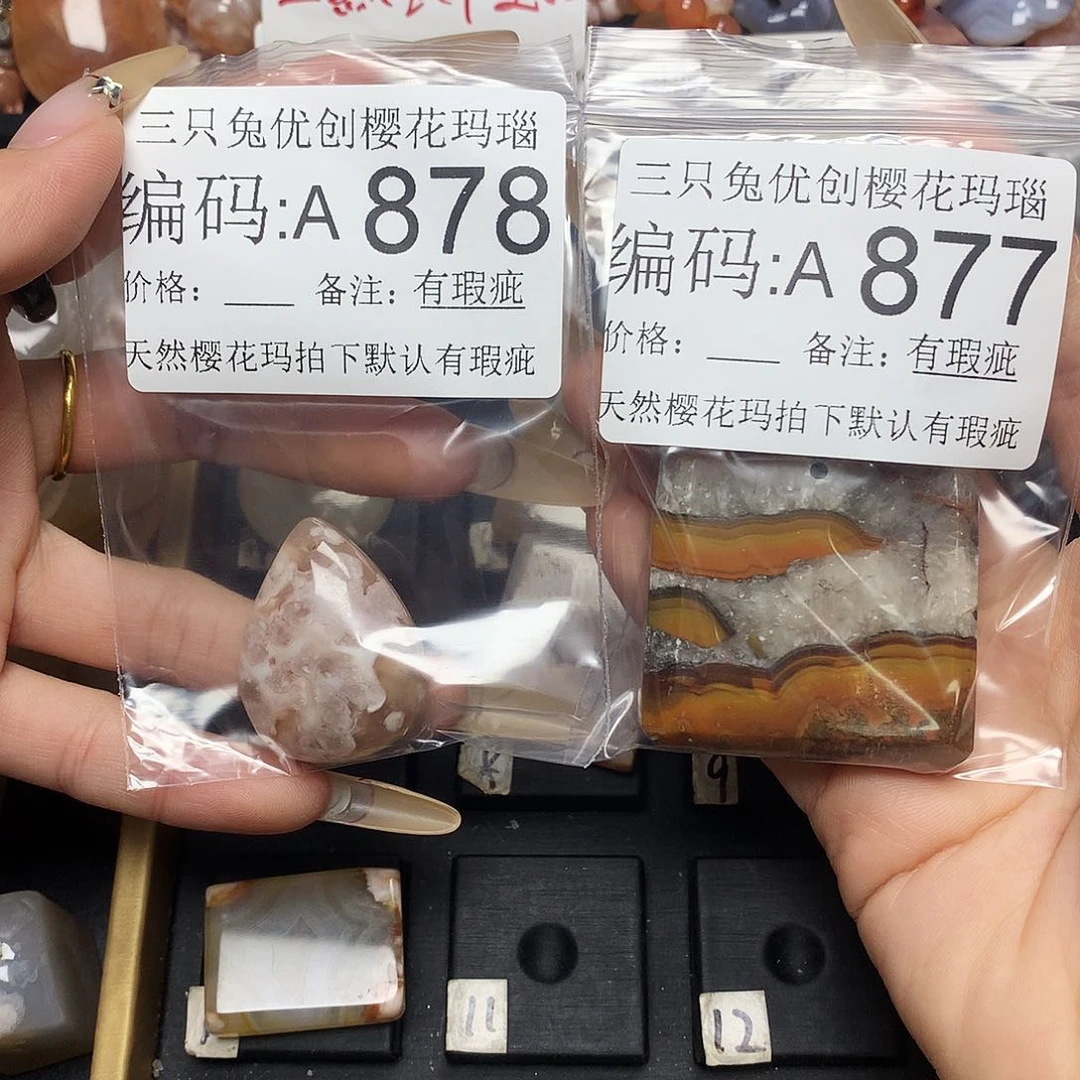 三只兔优创樱花玛瑙
编码:A 878
价格：___ 备注：有瑕疵
天然樱花玛拍下默认有瑕疵
三只兔优创樱花玛瑙
编码:A 877
价格：___ 备注：有瑕疵
天然樱花玛拍下默认有瑕疵
9
11
12